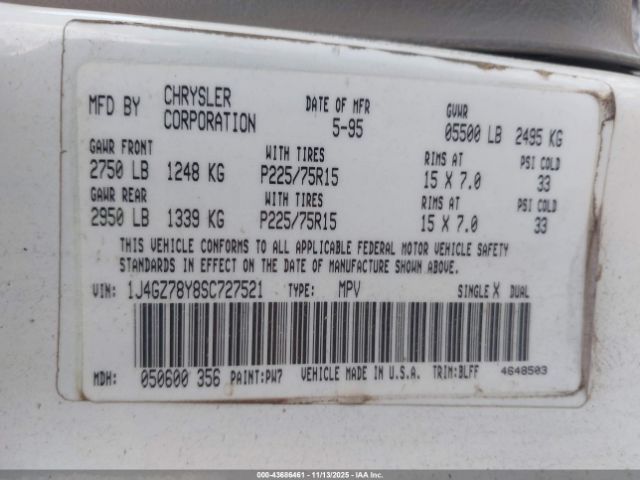 MFD BY CHRYSLER CORPORATION DATE OF MFR 5-95 GVWR 05500 LB 2495 KG
GAWR FRONT WITH TIRES RIMS AT PSI COLD
2750 LB 1248 KG P225/75R15 15 X 7.0 33
GAWR REAR WITH TIRES RIMS AT PSI COLD
2950 LB 1339 KG P225/75R15 15 X 7.0 33
THIS VEHICLE CONFORMS TO ALL APPLICABLE FEDERAL MOTOR VEHICLE SAFETY
STANDARDS IN EFFECT ON THE DATE OF MANUFACTURE SHOWN ABOVE.
VIN: 1J4GZ78Y8SC727521 TYPE: MPV SINGLE X DUAL
MDH: 050600 356 PAINT:PW7 VEHICLE MADE IN U.S.A. TRIM:BLFF 4648503
000-43686461 - 11/13/2025 - IAAI.COM